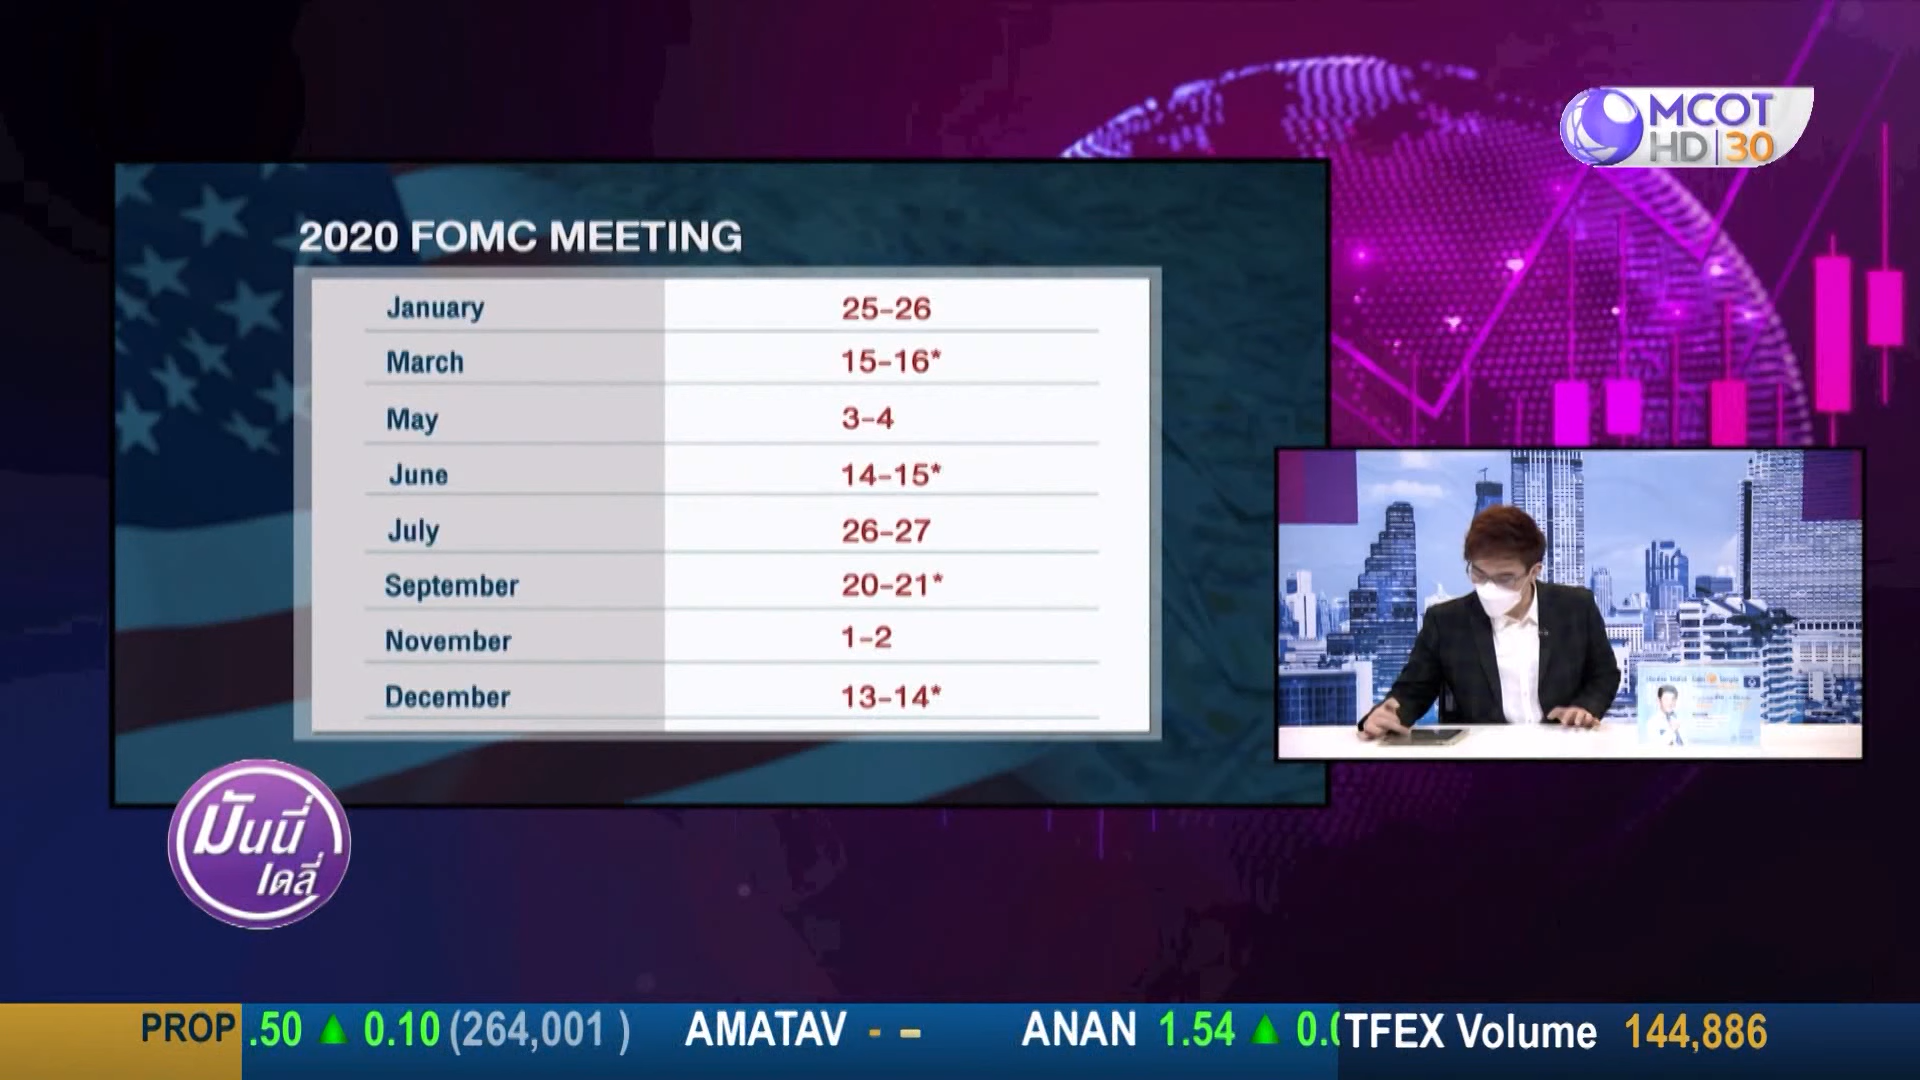 MCOT
HD 30
2020 FOMC MEETING
January 25-26
March 15-16*
May 3-4
June 14-15*
July 26-27
September 20-21*
November 1-2
December 13-14*
มันนี่
เดลี่
PROP .50 ▲ 0.10 (264,001 ) AMATAV - - ANAN 1.54 ▲ 0.0 TFEX Volume 144,886